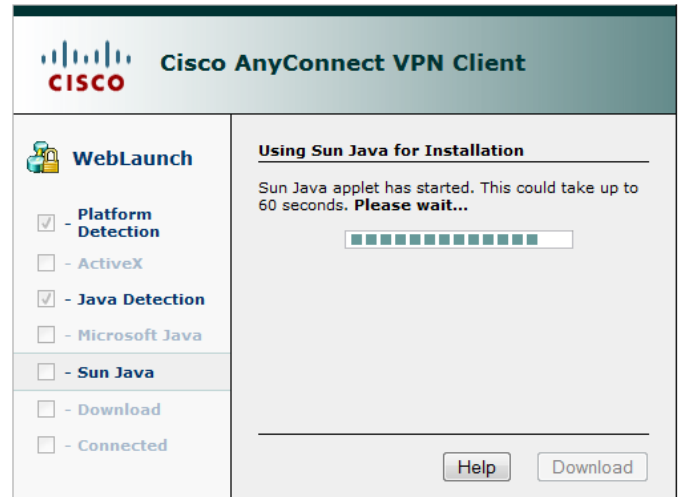 CISCO
Cisco AnyConnect VPN Client
WebLaunch
- Platform
Detection
- ActiveX
- Java Detection
- Microsoft Java
- Sun Java
- Download
- Connected
Using Sun Java for Installation
Sun Java applet has started. This could take up to
60 seconds. Please wait...
Help
Download